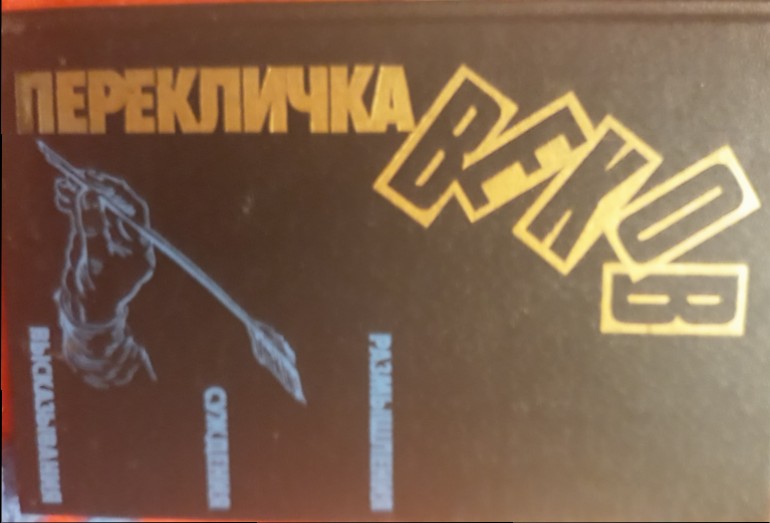 ПЕРЕКЛИЧКА
ВЕКОВ
РАЗМЫШЛЕНИЯ
СУЖДЕНИЯ
ВЫСКАЗЫВАНИЯ